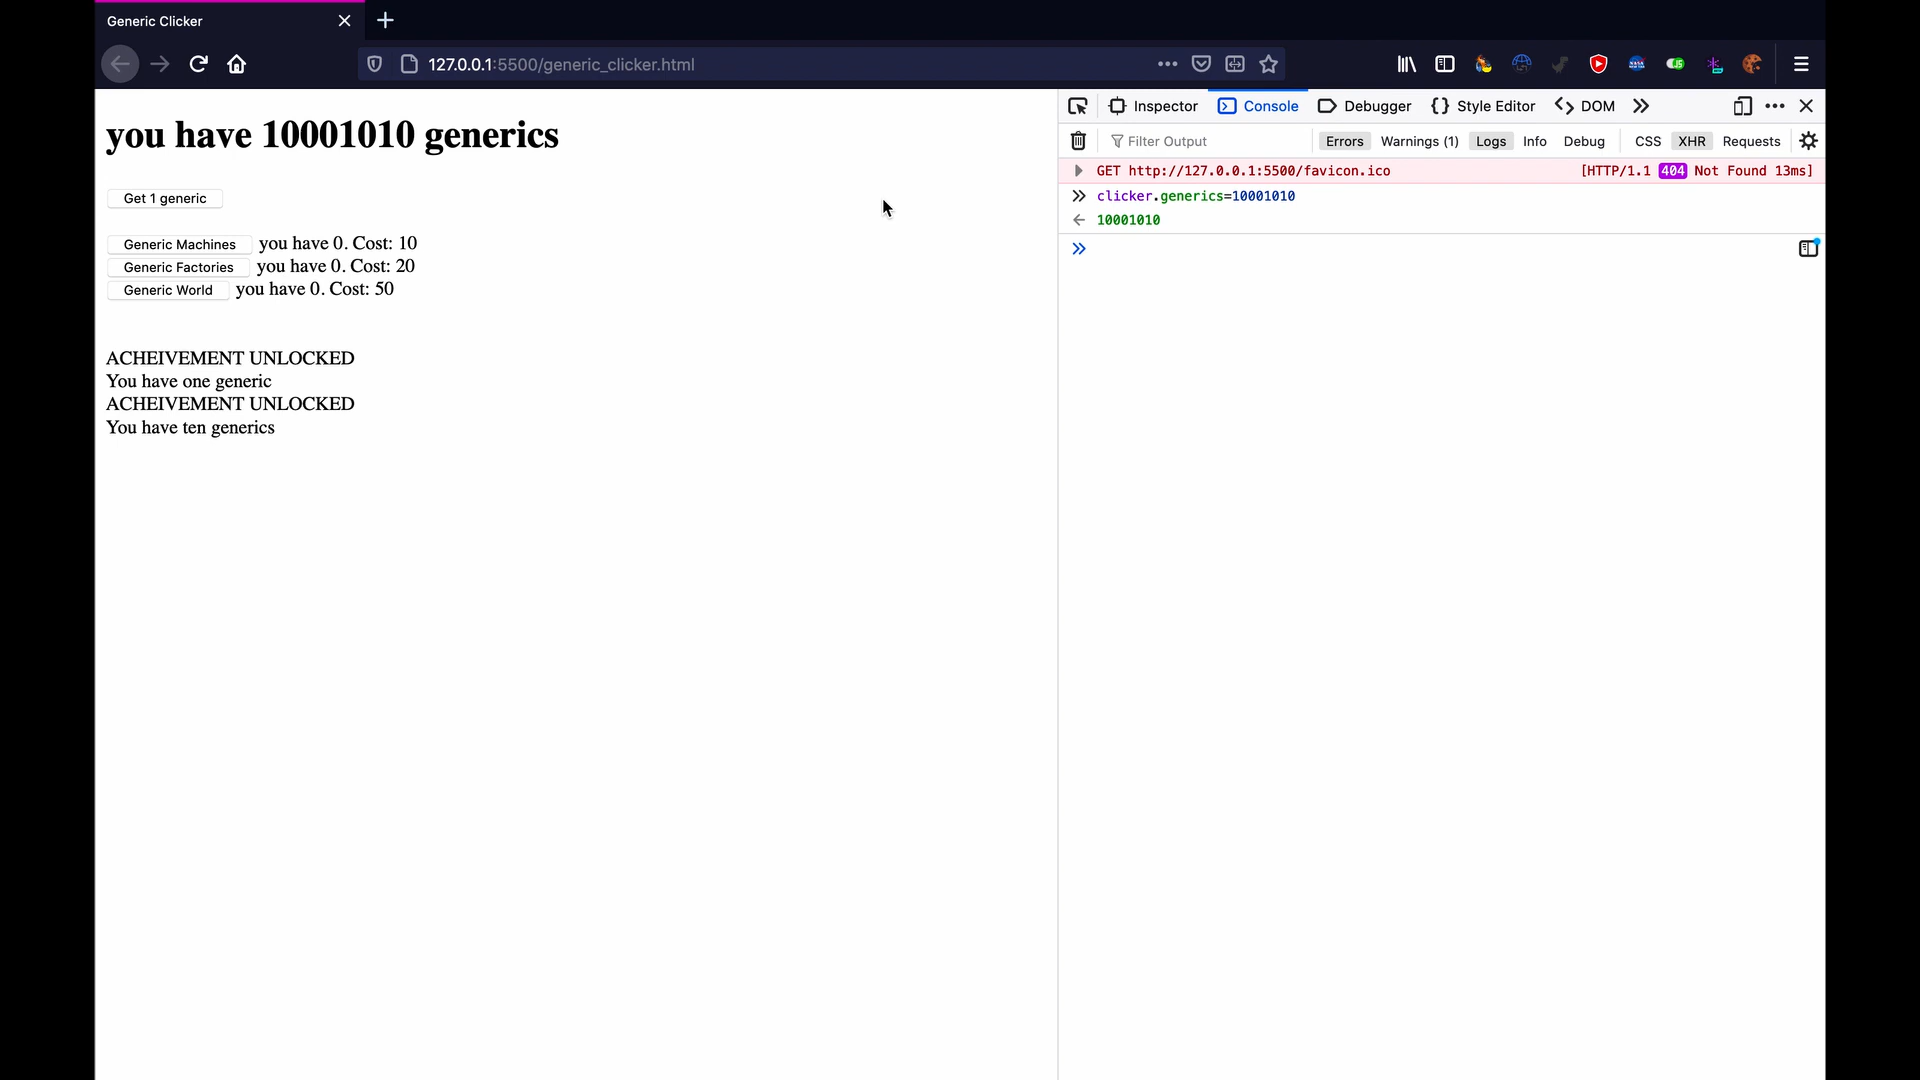 Generic Clicker
127.0.0.1:5500/generic_clicker.html
you have 10001010 generics
Get 1 generic
Generic Machines you have 0. Cost: 10
Generic Factories you have 0. Cost: 20
Generic World you have 0. Cost: 50
ACHEIVEMENT UNLOCKED
You have one generic
ACHEIVEMENT UNLOCKED
You have ten generics
Inspector Console Debugger Style Editor DOM
Filter Output Errors Warnings (1) Logs Info Debug CSS XHR Requests
GET http://127.0.0.1:5500/favicon.ico [HTTP/1.1 404 Not Found 13ms]
clicker.generics=10001010
10001010